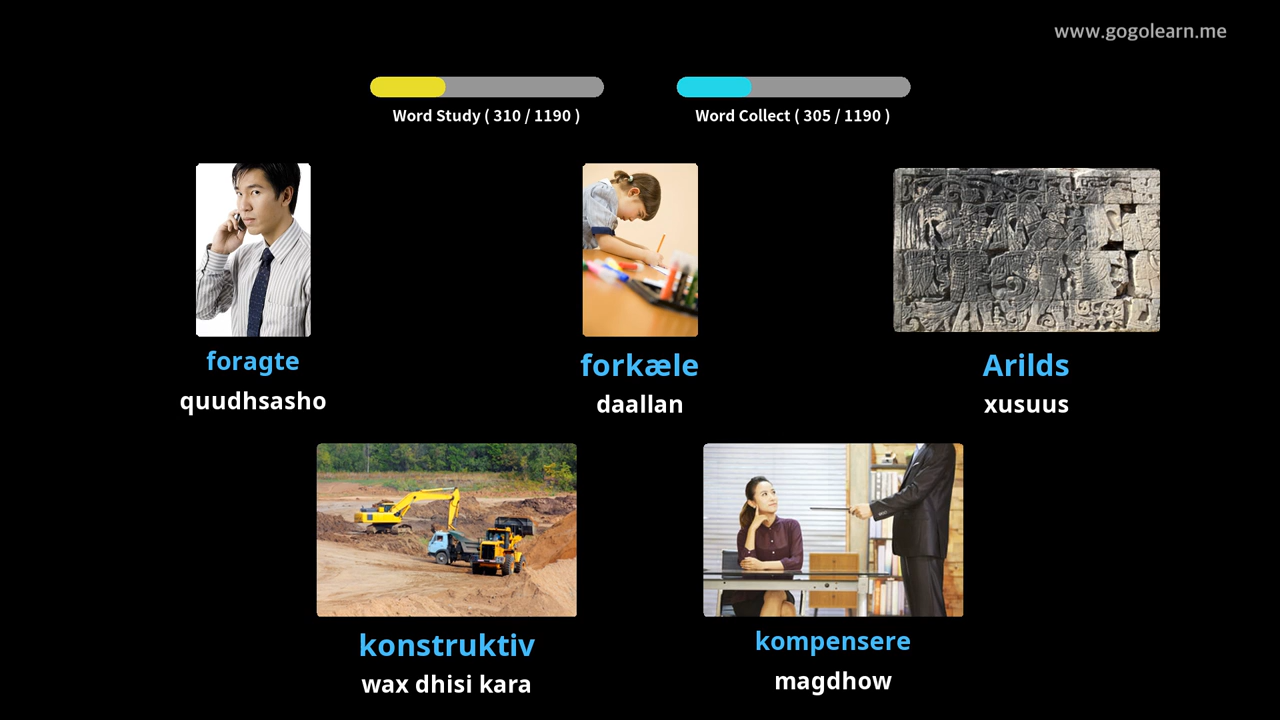 www.gogolearn.me
Word Study ( 310 / 1190 )
Word Collect ( 305 / 1190 )
foragte
quudhsasho
forkæle
daallan
Arilds
xusuus
konstruktiv
wax dhisi kara
kompensere
magdhow